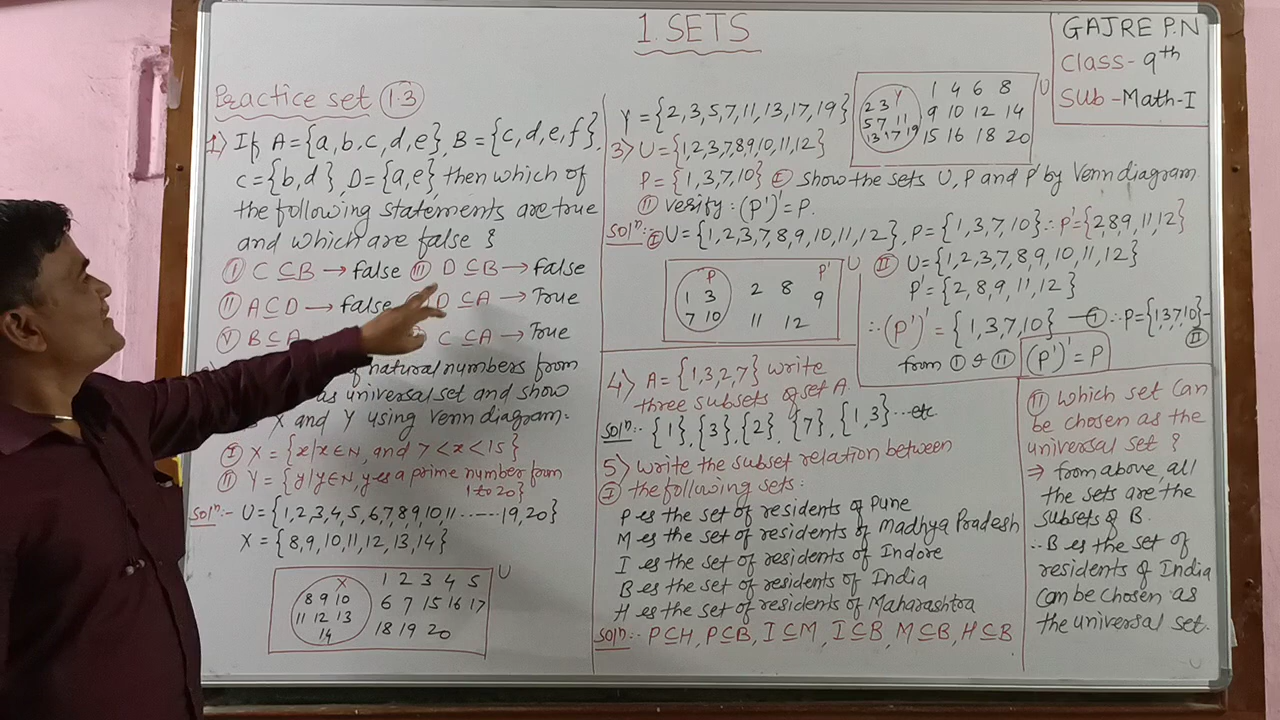 1. SETS
GAJRE P.N
Class- 9th
Sub - Math-I
Practice set 1.3
1) If A={a,b,c,d,e}, B={c,d,e,f},
C={b,d}, D={a,e} then which of
the following statements are true
and which are false ?
I C⊆B → false III D⊆B → false
II A⊆D → false D⊆A → True
V B⊆A C⊆A → True
of natural numbers from
as universal set and show
X and Y using Venn diagram.
I X = {x/x∈N, and 7 < x < 15}
II Y = {y/y∈N, y es a prime number from
1 to 20}
Soln:- U={1,2,3,4,5,6,7,8,9,10,11 ......19,20}
X = {8,9,10,11,12,13,14}
U
X
8 9 10
11 12 13
14
1 2 3 4 5
6 7 15 16 17
18 19 20
Y={2,3,5,7,11,13,17,19}
U
Y
2 3
5 7 11
13 17 19
1 4 6 8
9 10 12 14
15 16 18 20
3) U={1,2,3,7,8,9,10,11,12}
P={1,3,7,10} I Show the sets U, P and P' by Venn diagram
II verify : (P')'=P.
Soln:- I U={1,2,3,7,8,9,10,11,12}, P={1,3,7,10} ∴ P'={2,8,9,11,12}
U
P
1 3
7 10
P'
2 8 9
11 12
II U={1,2,3,7,8,9,10,11,12}
P'={2,8,9,11,12}
∴(P')'={1,3,7,10} — I ∴P={1,3,7,10}-
II
from I & II (P')'=P
4) A={1,3,2,7} write
three subsets of set A.
Soln:- {1},{3},{2},{7},{1,3}...etc
5) Write the subset relation between
I the following sets:
P es the set of residents of Pune
M es the set of residents of Madhya Pradesh
I es the set of residents of Indore
B es the set of residents of India
H es the set of residents of Maharashtra
Soln:- P⊆H, P⊆B, I⊆M, I⊆B, M⊆B, H⊆B
II Which set can
be chosen as the
universal set ?
⇒ from above, all
the sets are the
subsets of B.
∴B es the set of
residents of India
can be chosen as
the universal set.